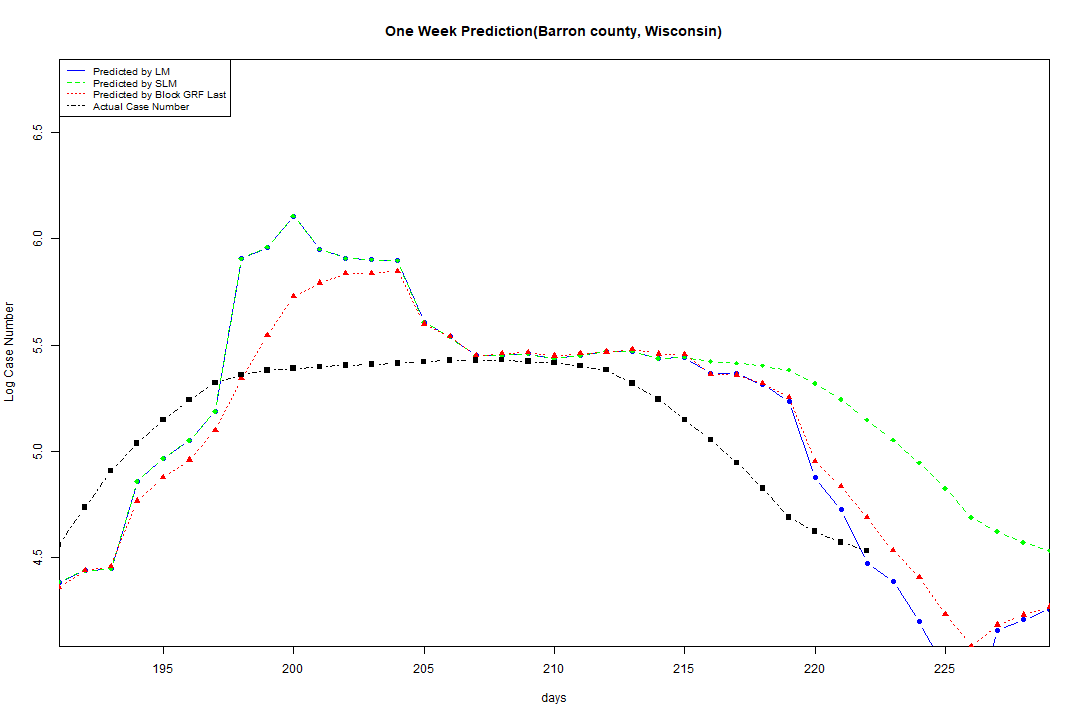 One Week Prediction(Barron county, Wisconsin)
Predicted by LM
Predicted by SLM
Predicted by Block GRF Last
Actual Case Number
6.5
6.0
5.5
5.0
4.5
Log Case Number
195 200 205 210 215 220 225
days